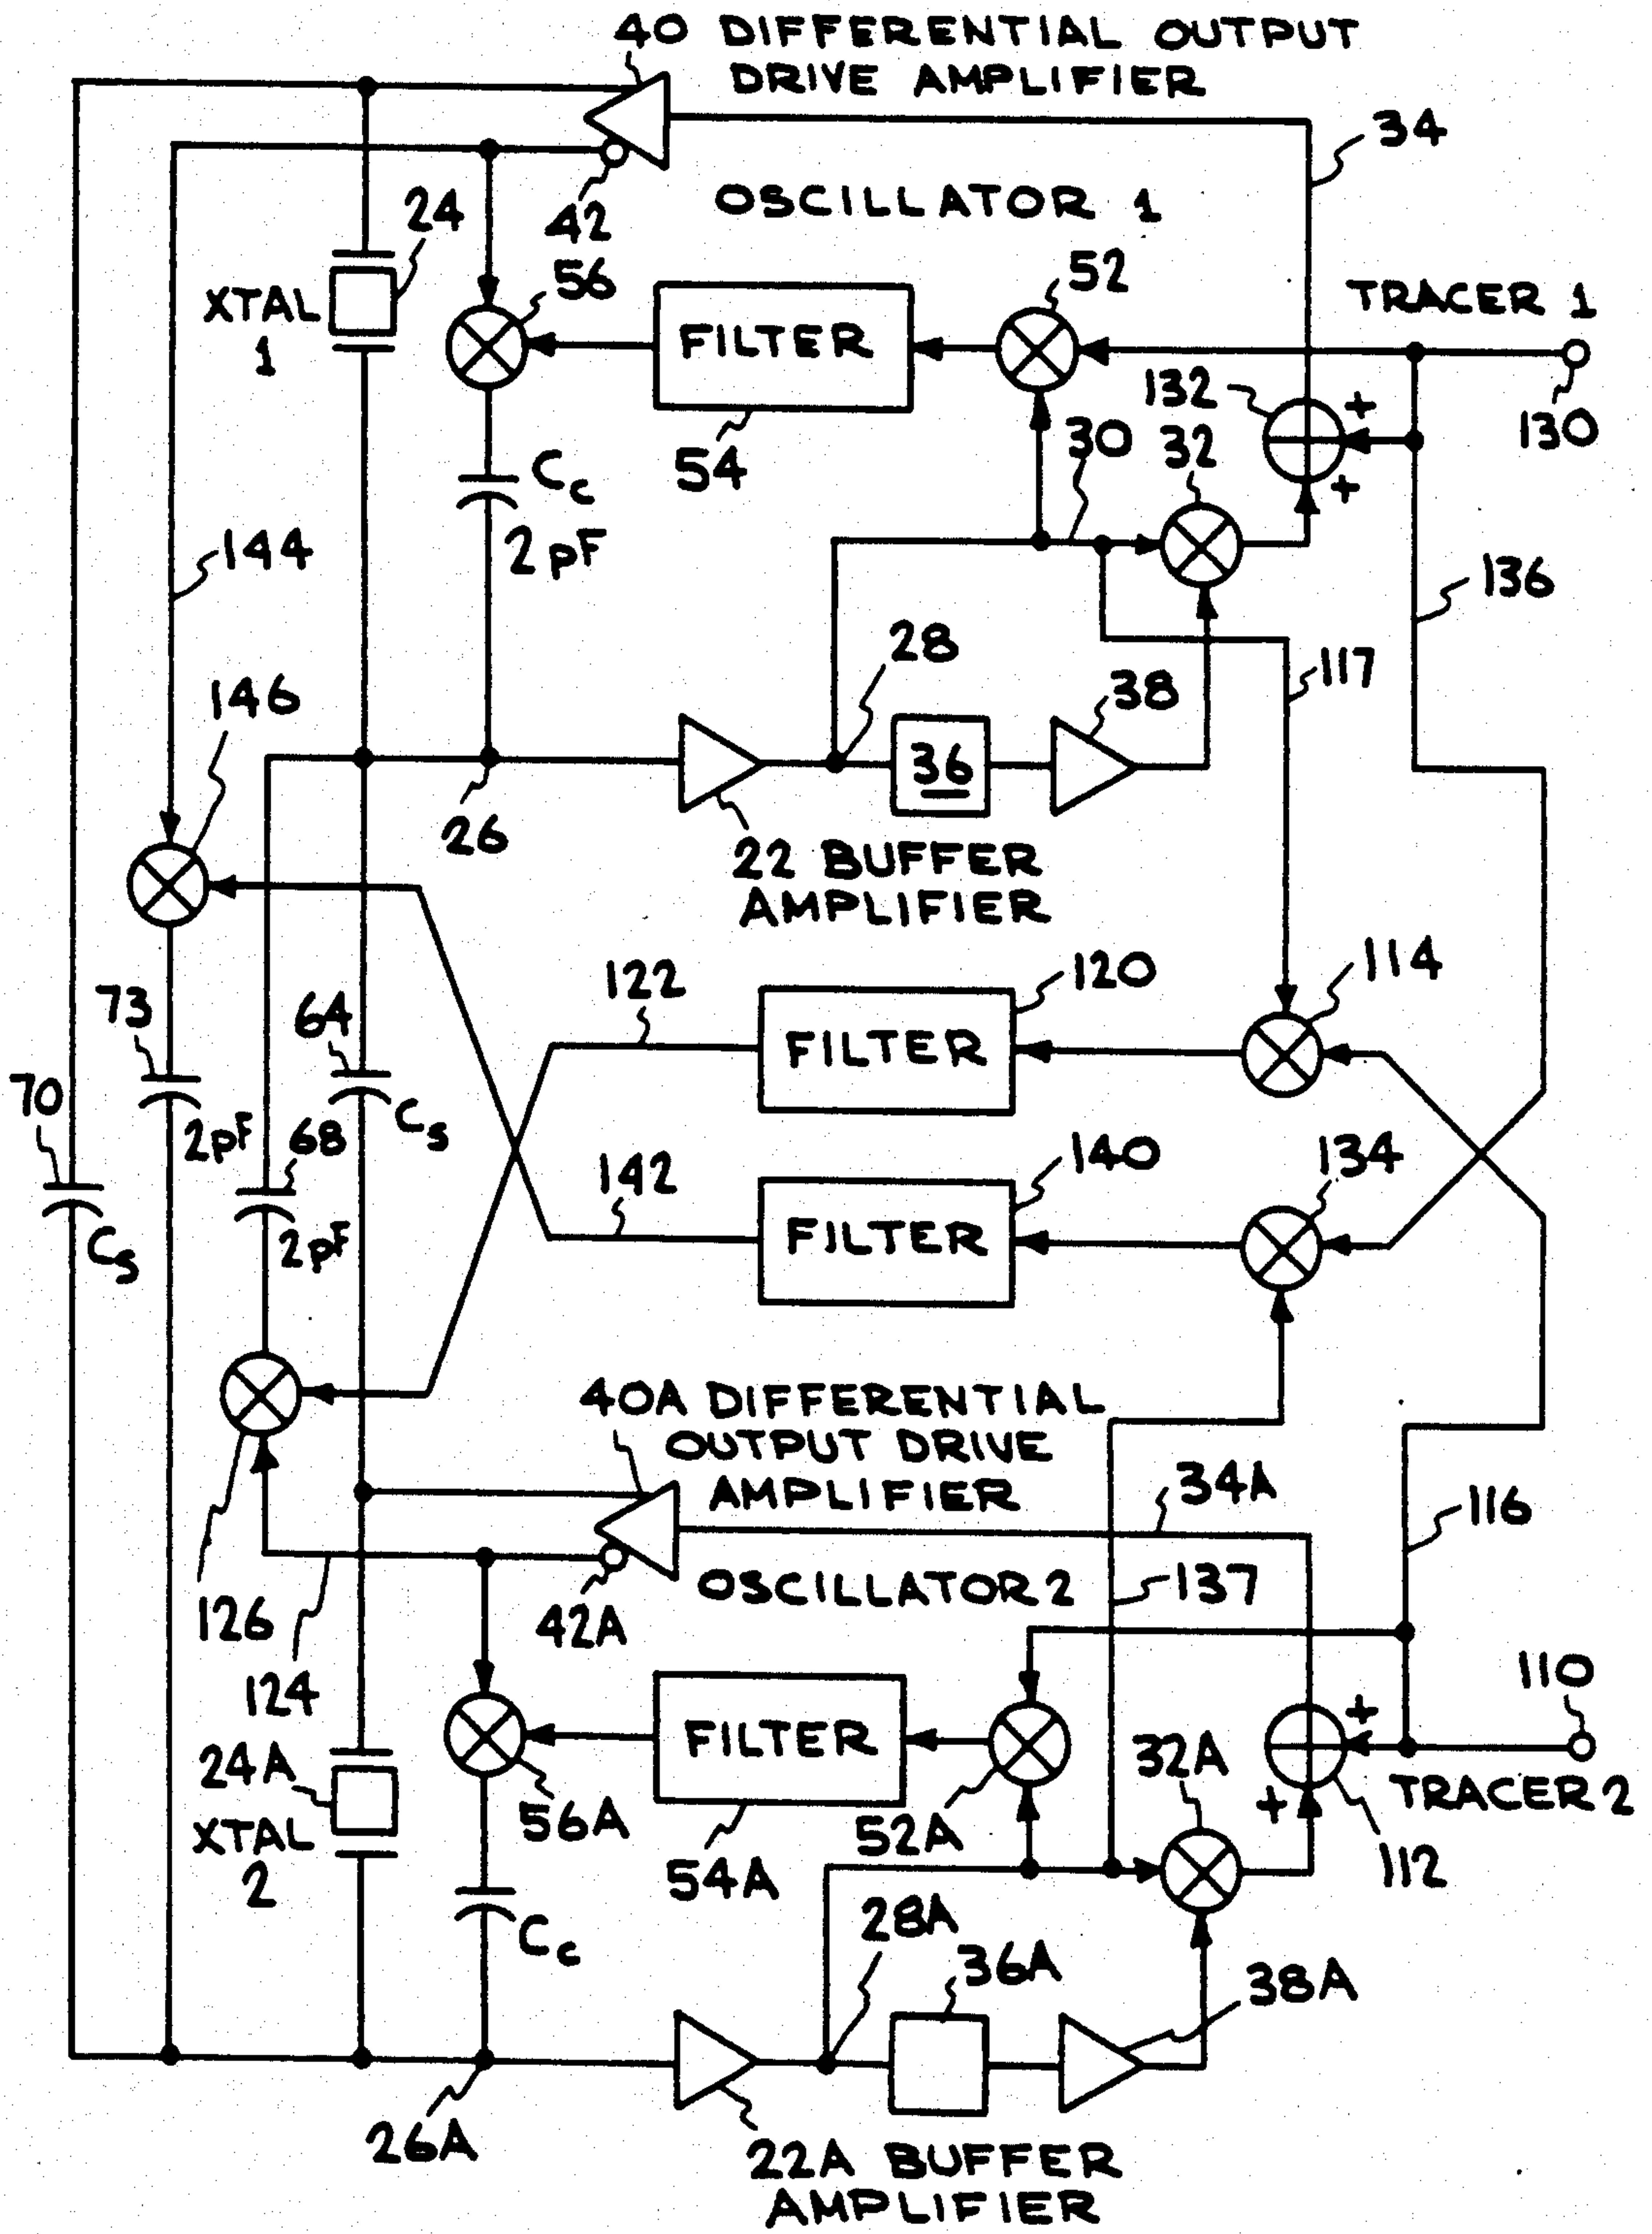 40 DIFFERENTIAL OUTPUT
DRIVE AMPLIFIER
34
42
OSCILLATOR 1
24
56
52
XTAL
1
FILTER
TRACER 1
132
+
130
54
30
32
+
Cc
2pF
144
136
28
117
146
38
36
26
22 BUFFER
AMPLIFIER
122
120
114
73
64
FILTER
70
2pF
68
Cs
142
140
134
Cs
2pF
FILTER
40A DIFFERENTIAL
OUTPUT DRIVE
AMPLIFIER
34A
116
126
42A
OSCILLATOR 2
137
124
110
24A
FILTER
32A
+
XTAL
2
56A
52A
+
TRACER 2
54A
112
28A
Cc
36A
38A
26A
22A BUFFER
AMPLIFIER